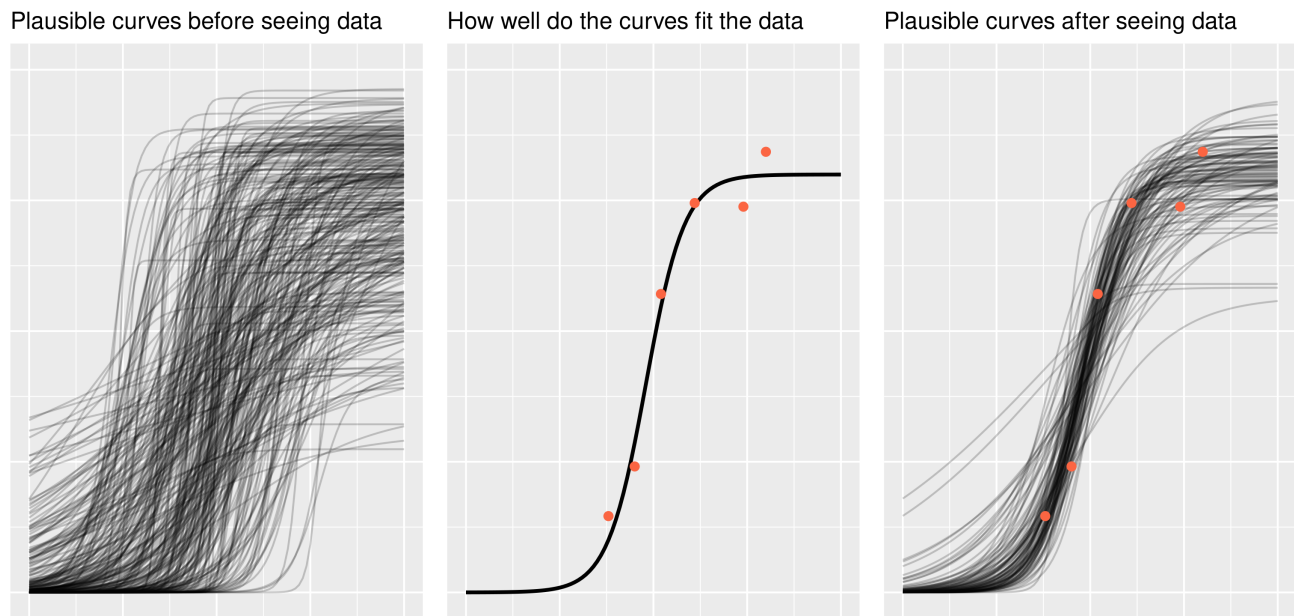 Plausible curves before seeing data
How well do the curves fit the data
Plausible curves after seeing data